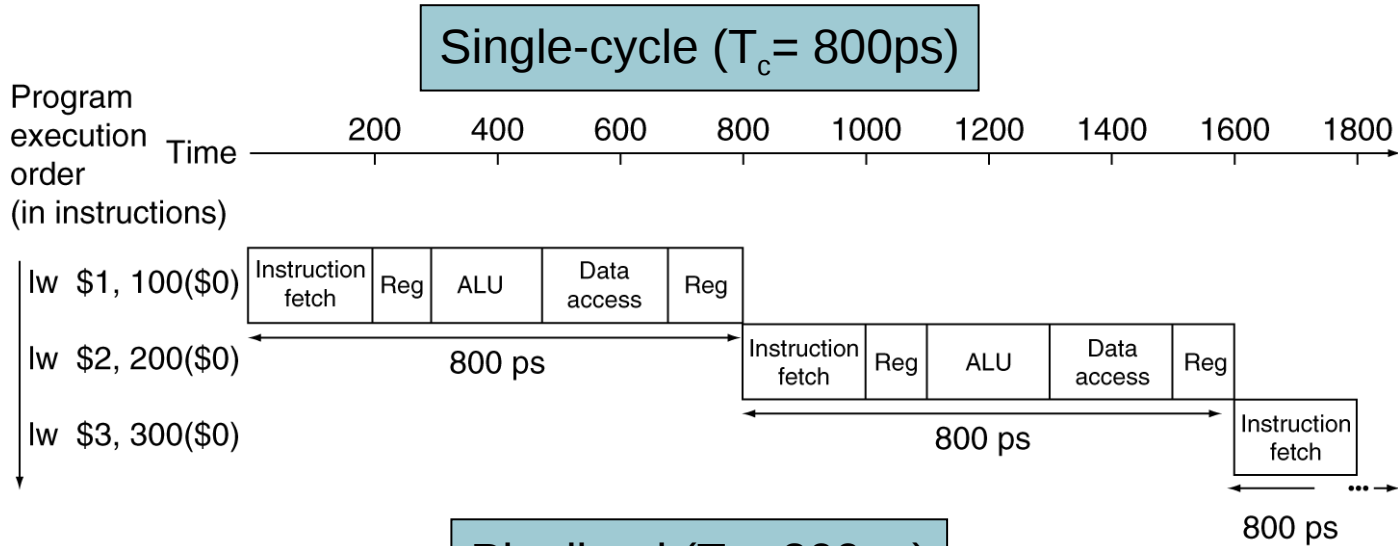 Single-cycle (Tc= 800ps)
Program
execution
order
(in instructions)
Time
200 400 600 800 1000 1200 1400 1600 1800
lw $1, 100($0)
Instruction
fetch
Reg
ALU
Data
access
Reg
800 ps
lw $2, 200($0)
Instruction
fetch
Reg
ALU
Data
access
Reg
800 ps
lw $3, 300($0)
Instruction
fetch
...
800 ps